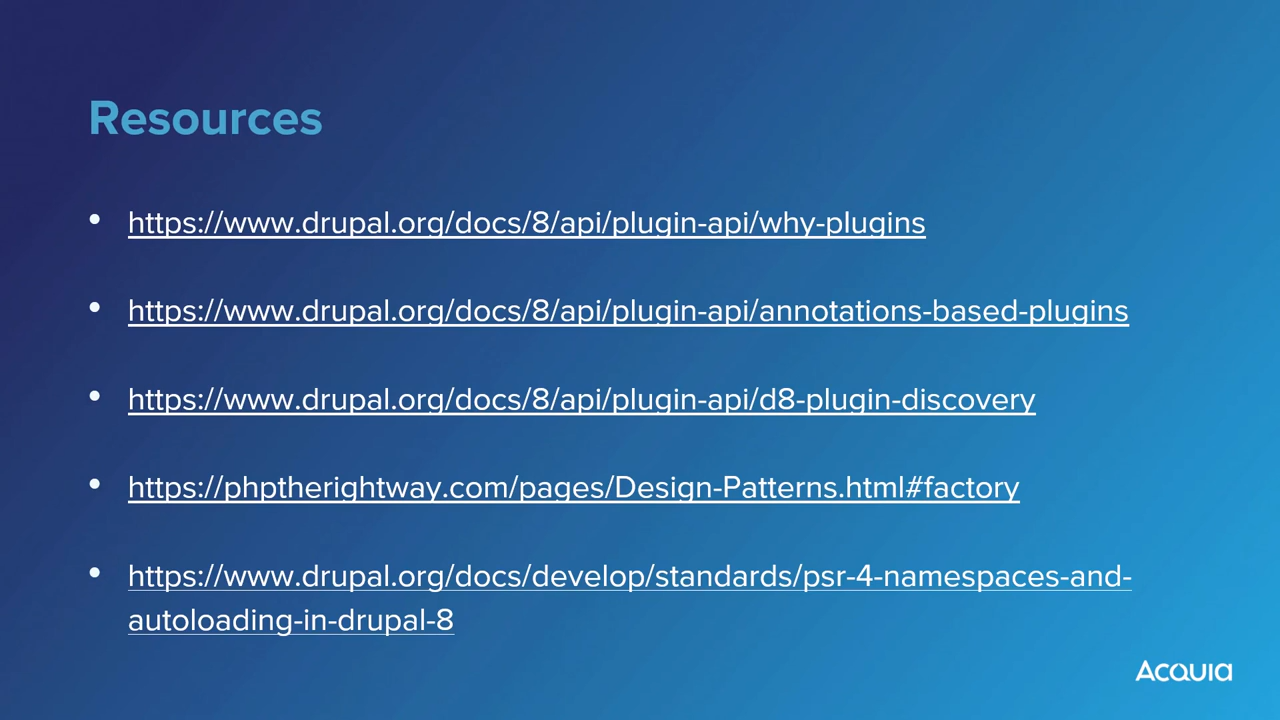 Resources
• https://www.drupal.org/docs/8/api/plugin-api/why-plugins
• https://www.drupal.org/docs/8/api/plugin-api/annotations-based-plugins
• https://www.drupal.org/docs/8/api/plugin-api/d8-plugin-discovery
• https://phptherightway.com/pages/Design-Patterns.html#factory
• https://www.drupal.org/docs/develop/standards/psr-4-namespaces-and-
autoloading-in-drupal-8
Acquia